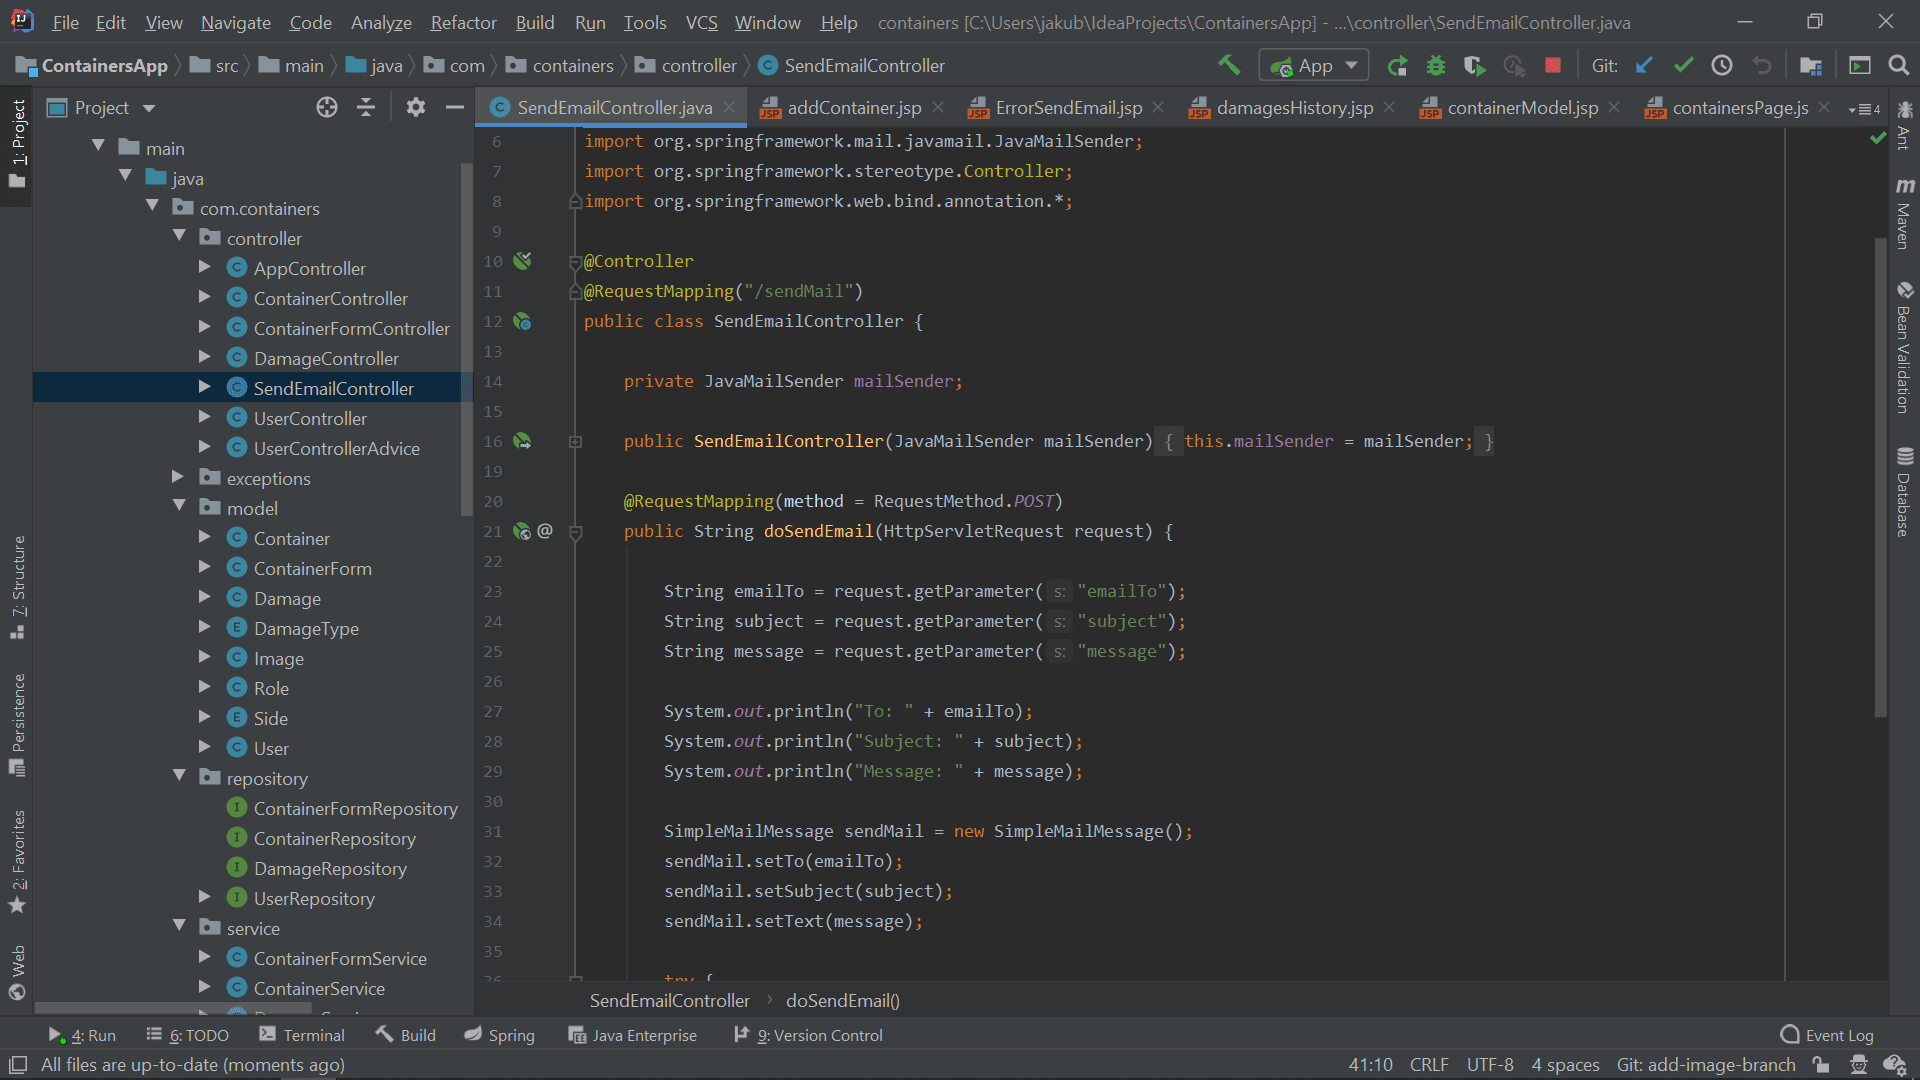 File Edit View Navigate Code Analyze Refactor Build Run Tools VCS Window Help containers [C:\Users\jakub\IdeaProjects\ContainersApp] - ...\controller\SendEmailController.java
ContainersApp src main java com containers controller SendEmailController App Git:
Project
SendEmailController.java addContainer.jsp ErrorSendEmail.jsp damagesHistory.jsp containerModel.jsp containersPage.js 4
1: Project
7: Structure
Persistence
2: Favorites
Web
main
java
com.containers
controller
AppController
ContainerController
ContainerFormController
DamageController
SendEmailController
UserController
UserControllerAdvice
exceptions
model
Container
ContainerForm
Damage
DamageType
Image
Role
Side
User
repository
ContainerFormRepository
ContainerRepository
DamageRepository
UserRepository
service
ContainerFormService
ContainerService
6 import org.springframework.mail.javamail.JavaMailSender;
7 import org.springframework.stereotype.Controller;
8 import org.springframework.web.bind.annotation.*;
9
10 @Controller
11 @RequestMapping("/sendMail")
12 public class SendEmailController {
13
14 private JavaMailSender mailSender;
15
16 public SendEmailController(JavaMailSender mailSender) { this.mailSender = mailSender; }
19
20 @RequestMapping(method = RequestMethod.POST)
21 @ public String doSendEmail(HttpServletRequest request) {
22
23 String emailTo = request.getParameter( s: "emailTo");
24 String subject = request.getParameter( s: "subject");
25 String message = request.getParameter( s: "message");
26
27 System.out.println("To: " + emailTo);
28 System.out.println("Subject: " + subject);
29 System.out.println("Message: " + message);
30
31 SimpleMailMessage sendMail = new SimpleMailMessage();
32 sendMail.setTo(emailTo);
33 sendMail.setSubject(subject);
34 sendMail.setText(message);
35
36 try {
SendEmailController doSendEmail()
Ant
Maven
Bean Validation
Database
4: Run 6: TODO Terminal Build Spring Java Enterprise 9: Version Control Event Log
All files are up-to-date (moments ago) 41:10 CRLF UTF-8 4 spaces Git: add-image-branch